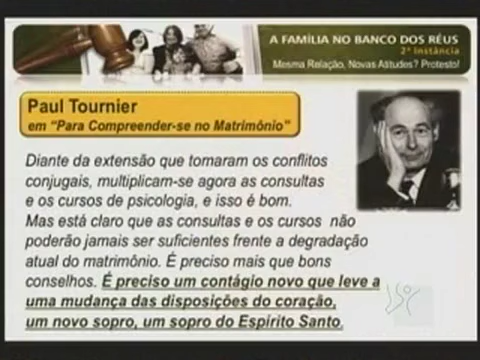 A FAMÍLIA NO BANCO DOS RÉUS
2ª Instância
Mesma Relação, Novas Atitudes? Protesto!
Paul Tournier
em "Para Compreender-se no Matrimônio"
Diante da extensão que tomaram os conflitos
conjugais, multiplicam-se agora as consultas
e os cursos de psicologia, e isso é bom.
Mas está claro que as consultas e os cursos não
poderão jamais ser suficientes frente a degradação
atual do matrimônio. É preciso mais que bons
conselhos. É preciso um contágio novo que leve a
uma mudança das disposições do coração,
um novo sopro, um sopro do Espírito Santo.